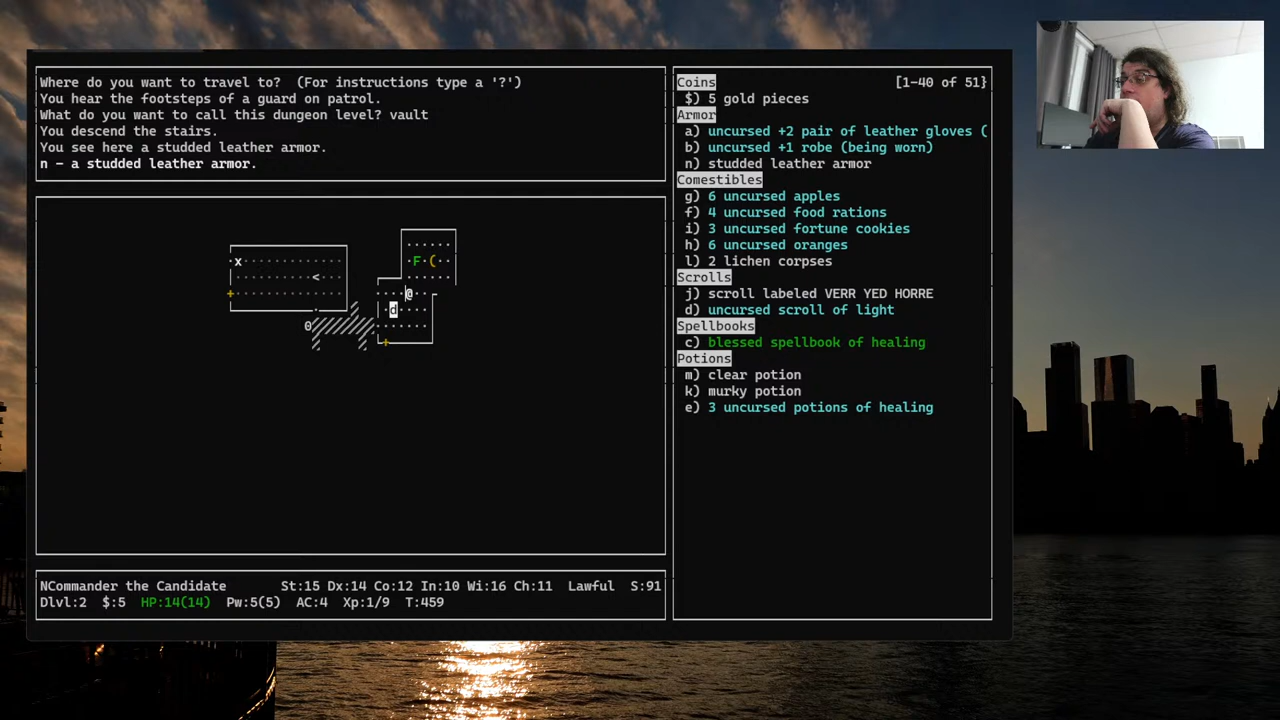 Where do you want to travel to?  (For instructions type a '?')
You hear the footsteps of a guard on patrol.
What do you want to call this dungeon level? vault
You descend the stairs.
You see here a studded leather armor.
n - a studded leather armor.
x
<
F (
@
d
0
NCommander the Candidate       St:15 Dx:14 Co:12 In:10 Wi:16 Ch:11  Lawful  S:91
Dlvl:2  $:5  HP:14(14)  Pw:5(5)  AC:4  Xp:1/9  T:459
Coins [1-40 of 51}
$) 5 gold pieces
Armor
a) uncursed +2 pair of leather gloves (
b) uncursed +1 robe (being worn)
n) studded leather armor
Comestibles
g) 6 uncursed apples
f) 4 uncursed food rations
i) 3 uncursed fortune cookies
h) 6 uncursed oranges
l) 2 lichen corpses
Scrolls
j) scroll labeled VERR YED HORRE
d) uncursed scroll of light
Spellbooks
c) blessed spellbook of healing
Potions
m) clear potion
k) murky potion
e) 3 uncursed potions of healing